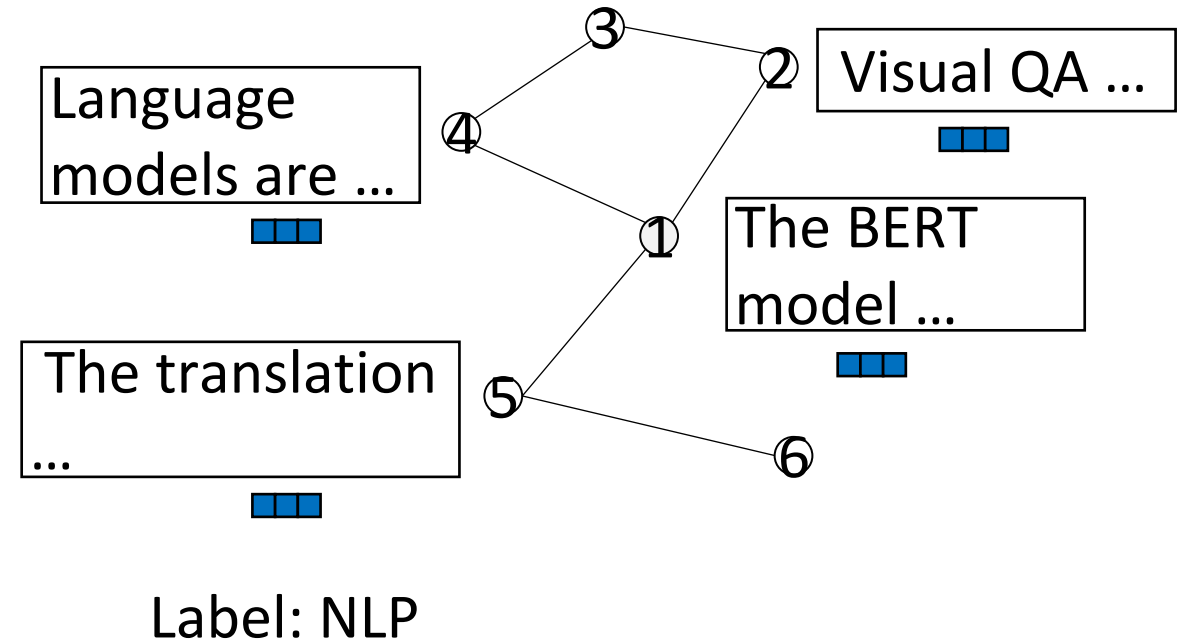 3
2
Visual QA ...
Language
models are ...
4
1
The BERT
model ...
The translation
...
5
6
Label: NLP